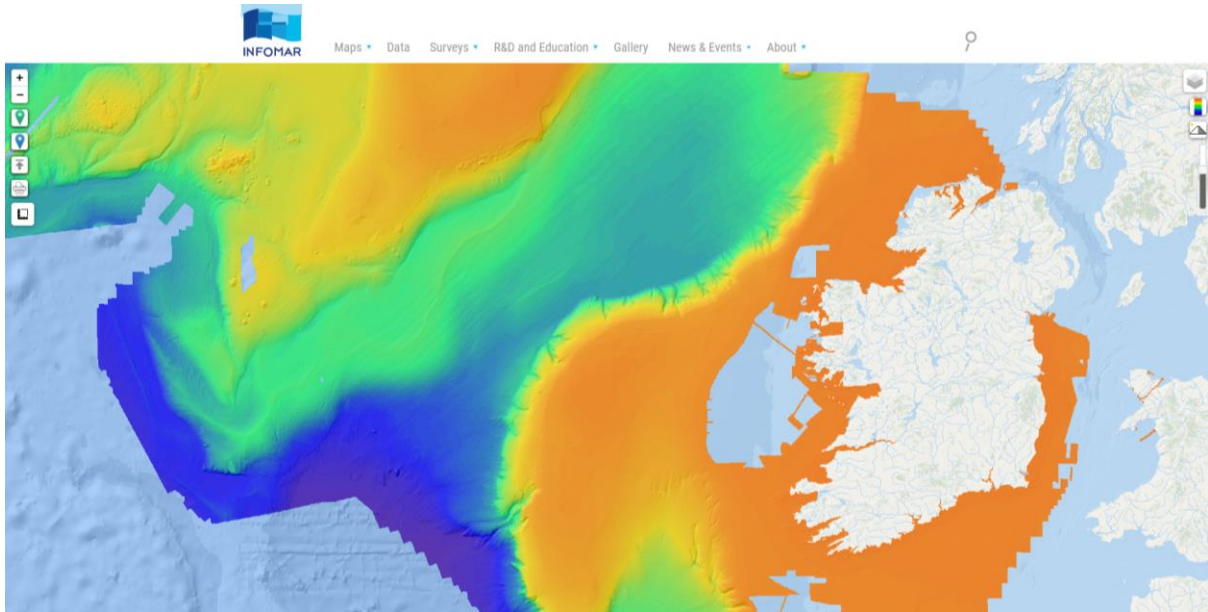 INFOMAR
Maps Data Surveys R&D and Education Gallery News & Events About
+
−